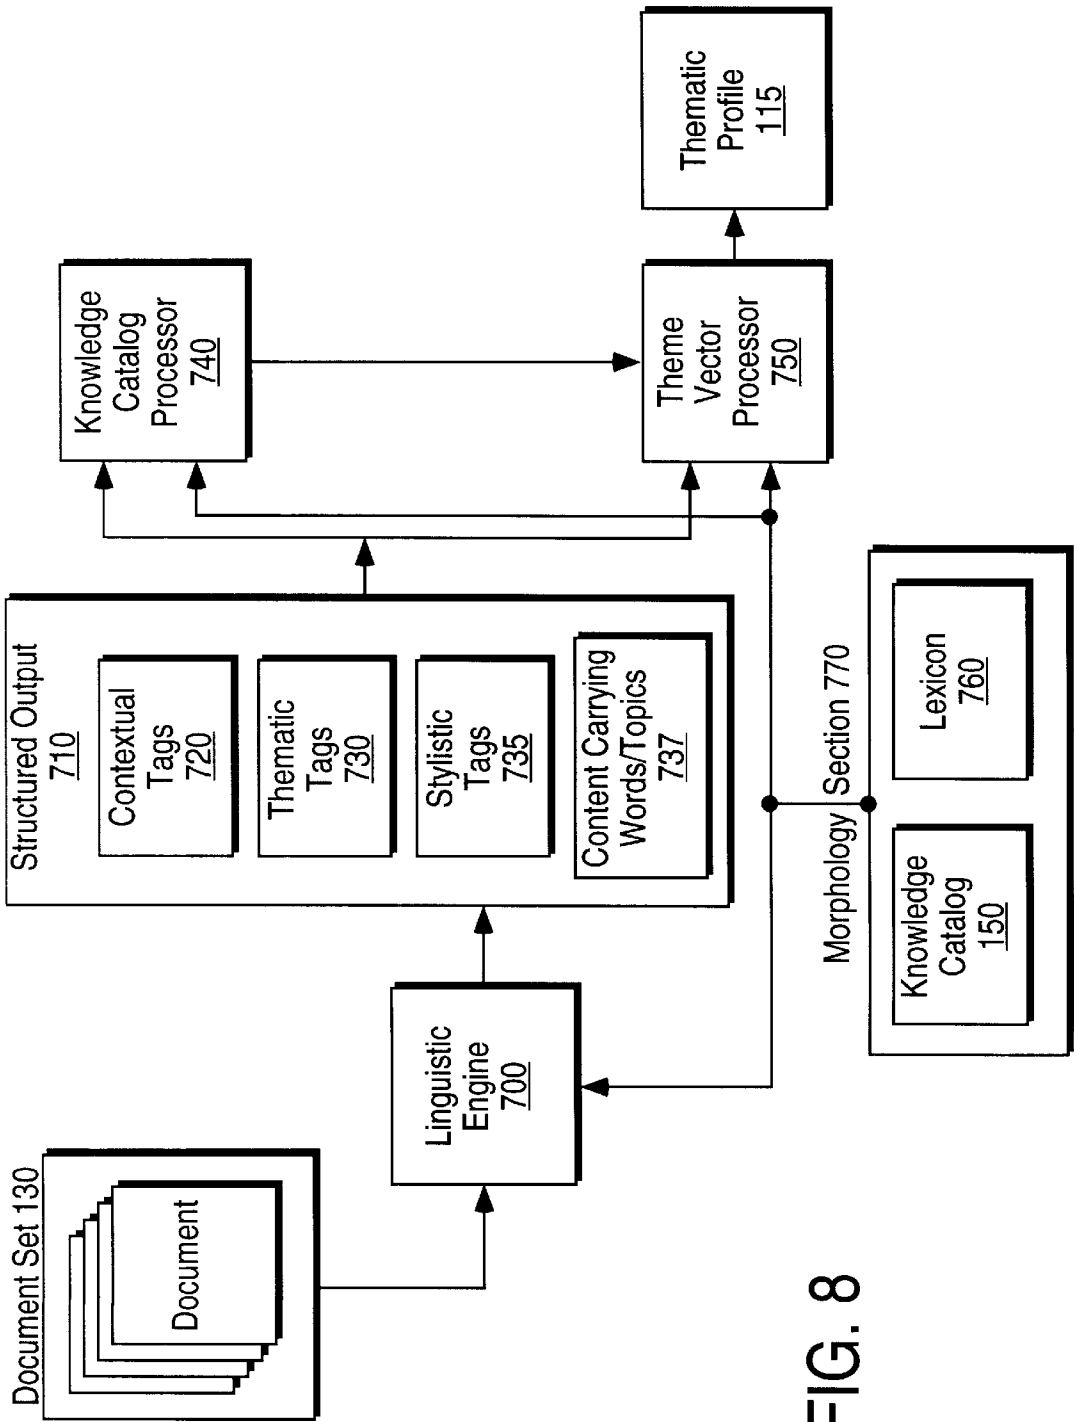 Document Set 130
Document
Linguistic
Engine
700
Structured Output
710
Contextual
Tags
720
Thematic
Tags
730
Stylistic
Tags
735
Content Carrying
Words/Topics
737
Knowledge
Catalog
Processor
740
Theme
Vector
Processor
750
Thematic
Profile
115
Morphology Section 770
Knowledge
Catalog
150
Lexicon
760
FIG. 8